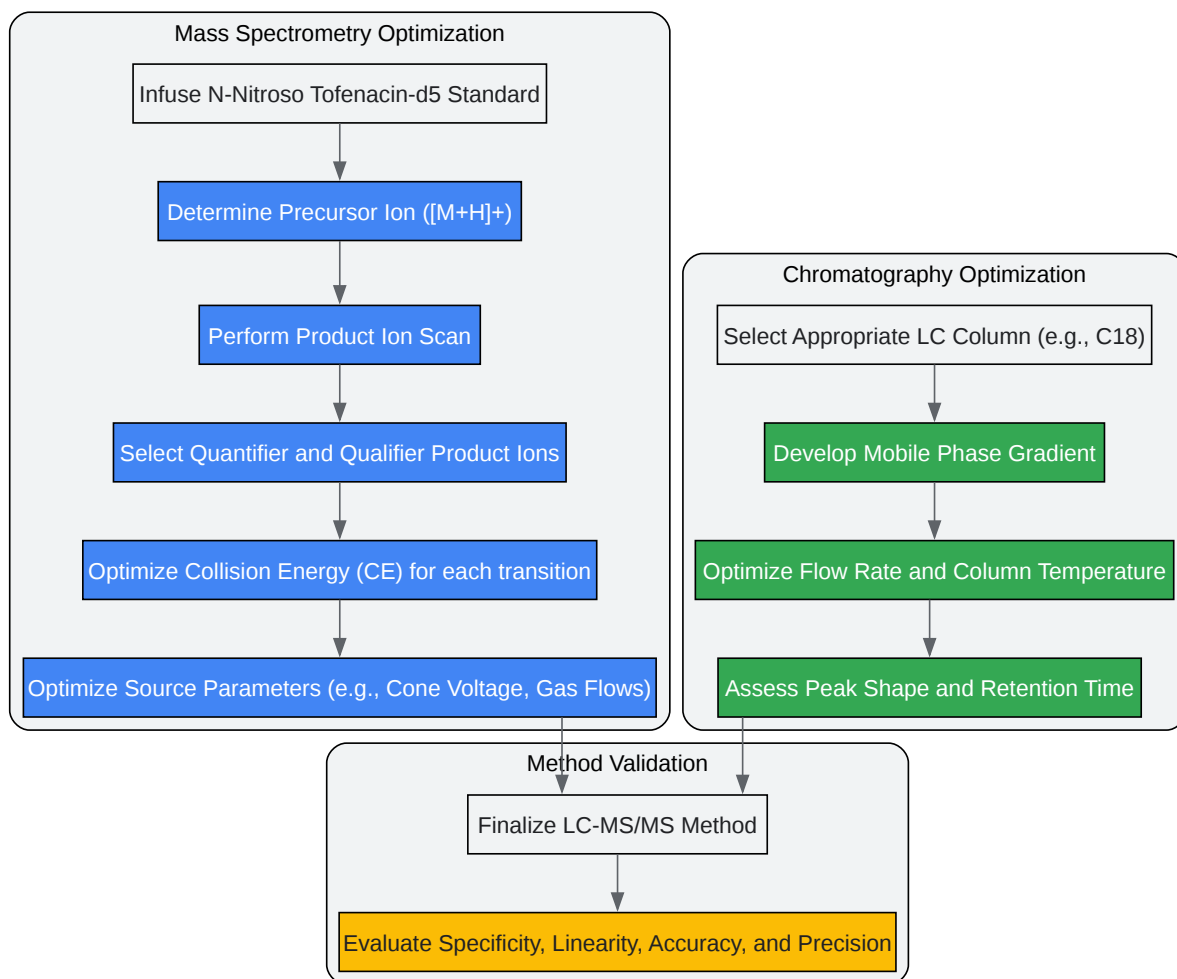 Mass Spectrometry Optimization
Infuse N-Nitroso Tofenacin-d5 Standard
Determine Precursor Ion ([M+H]+)
Perform Product Ion Scan
Select Quantifier and Qualifier Product Ions
Optimize Collision Energy (CE) for each transition
Optimize Source Parameters (e.g., Cone Voltage, Gas Flows)
Chromatography Optimization
Select Appropriate LC Column (e.g., C18)
Develop Mobile Phase Gradient
Optimize Flow Rate and Column Temperature
Assess Peak Shape and Retention Time
Method Validation
Finalize LC-MS/MS Method
Evaluate Specificity, Linearity, Accuracy, and Precision